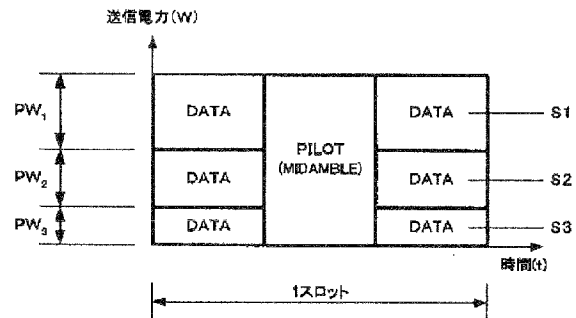 送信電力(W)
PW1
DATA
DATA
S1
PILOT
(MIDAMBLE)
PW2
DATA
DATA
S2
PW3
DATA
DATA
S3
時間(t)
1スロット